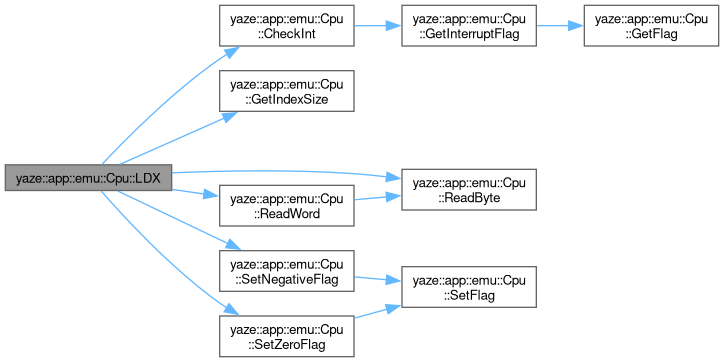 yaze::app::emu::Cpu
::CheckInt
yaze::app::emu::Cpu
::GetInterruptFlag
yaze::app::emu::Cpu
::GetFlag
yaze::app::emu::Cpu
::GetIndexSize
yaze::app::emu::Cpu::LDX
yaze::app::emu::Cpu
::ReadByte
yaze::app::emu::Cpu
::ReadWord
yaze::app::emu::Cpu
::SetNegativeFlag
yaze::app::emu::Cpu
::SetFlag
yaze::app::emu::Cpu
::SetZeroFlag